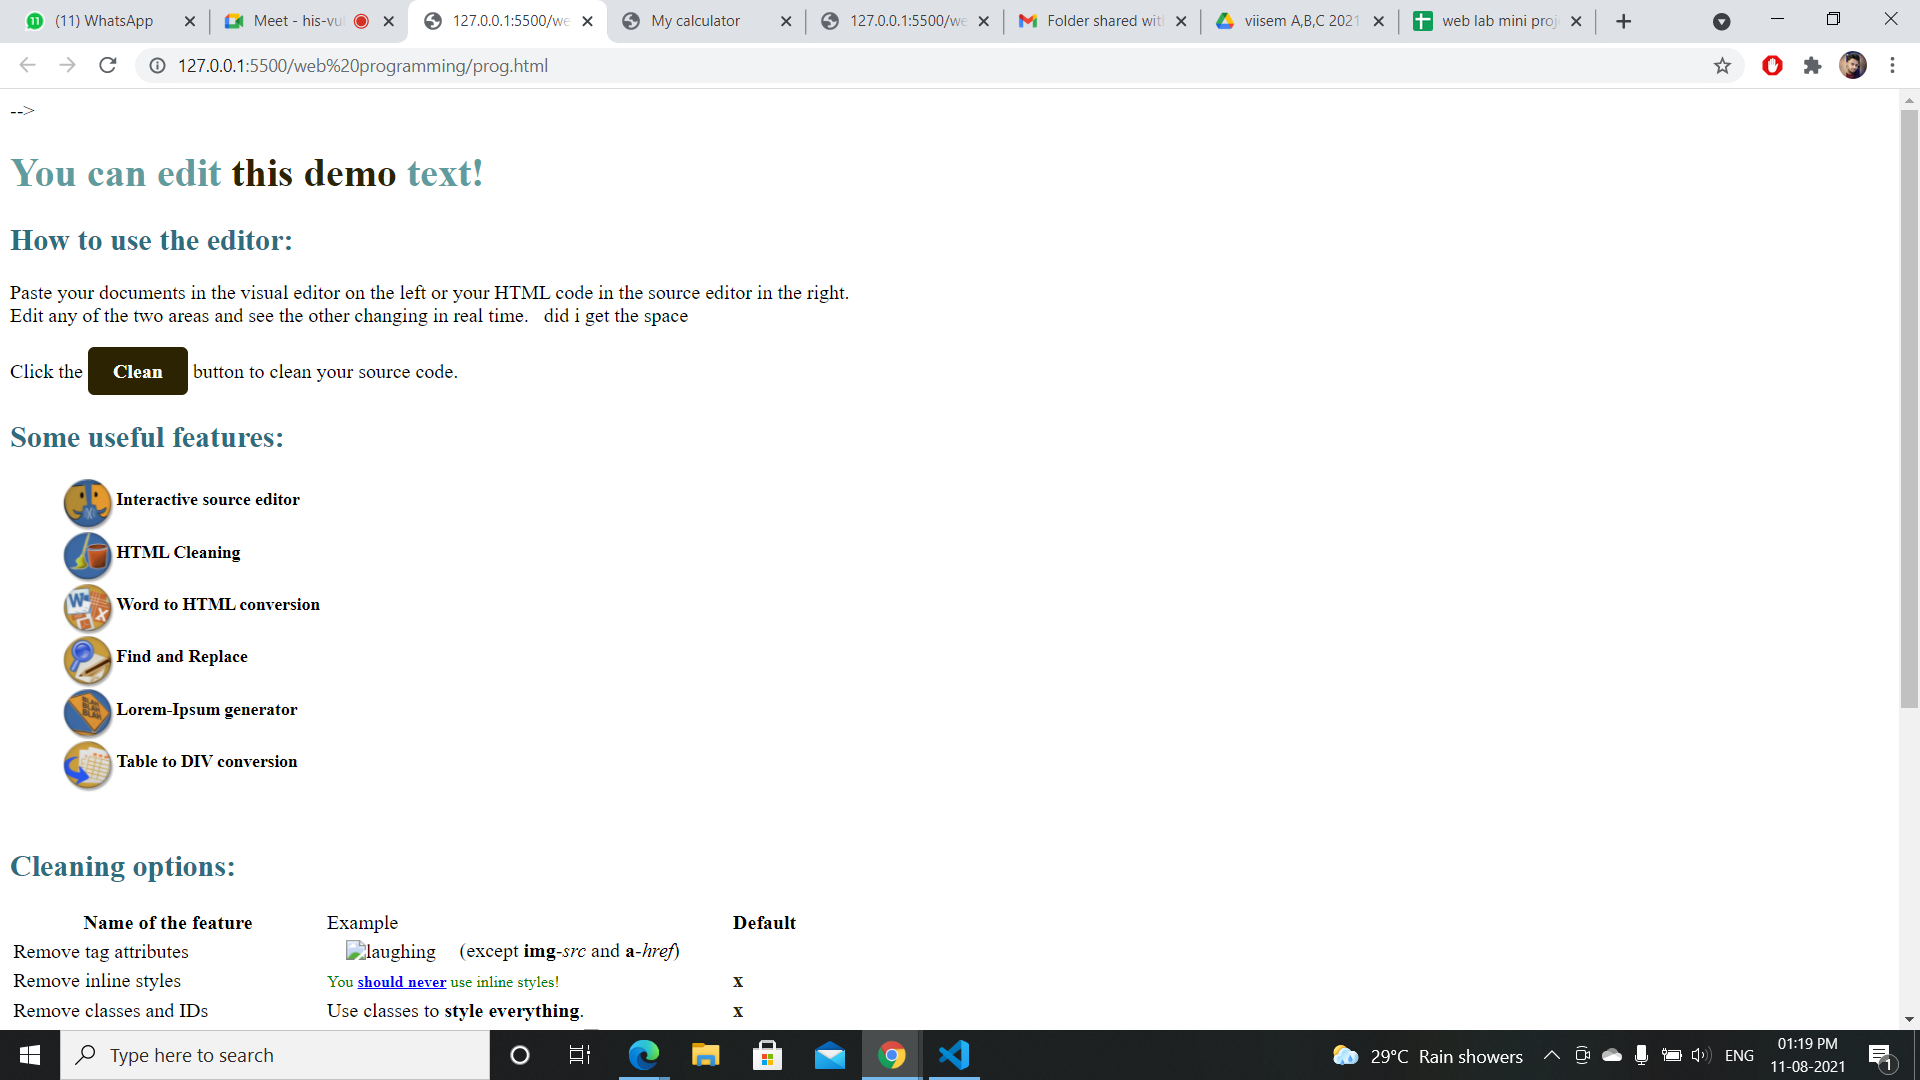 (11) WhatsApp
Meet - his-vu
127.0.0.1:5500/we
My calculator
127.0.0.1:5500/we
Folder shared wit
viisem A,B,C 2021
web lab mini proj
127.0.0.1:5500/web%20programming/prog.html
-->
You can edit this demo text!
How to use the editor:
Paste your documents in the visual editor on the left or your HTML code in the source editor in the right.
Edit any of the two areas and see the other changing in real time.   did i get the space
Click the Clean button to clean your source code.
Some useful features:
Interactive source editor
HTML Cleaning
Word to HTML conversion
Find and Replace
Lorem-Ipsum generator
Table to DIV conversion
Cleaning options:
Name of the feature Example Default
Remove tag attributes laughing (except img-src and a-href)
Remove inline styles You should never use inline styles! x
Remove classes and IDs Use classes to style everything. x
Type here to search
29°C Rain showers
ENG
01:19 PM
11-08-2021
1